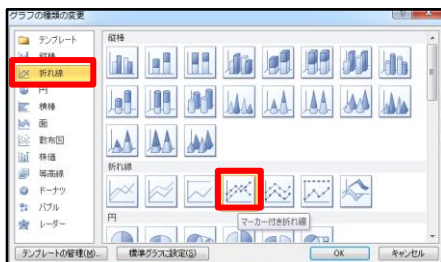 グラフの種類の変更
テンプレート
縦棒
折れ線
円
横棒
面
散布図
株価
等高線
ドーナツ
バブル
レーダー
縦棒
折れ線
マーカー付き折れ線
円
テンプレートの管理(M)...
標準グラフに設定(S)
OK
キャンセル